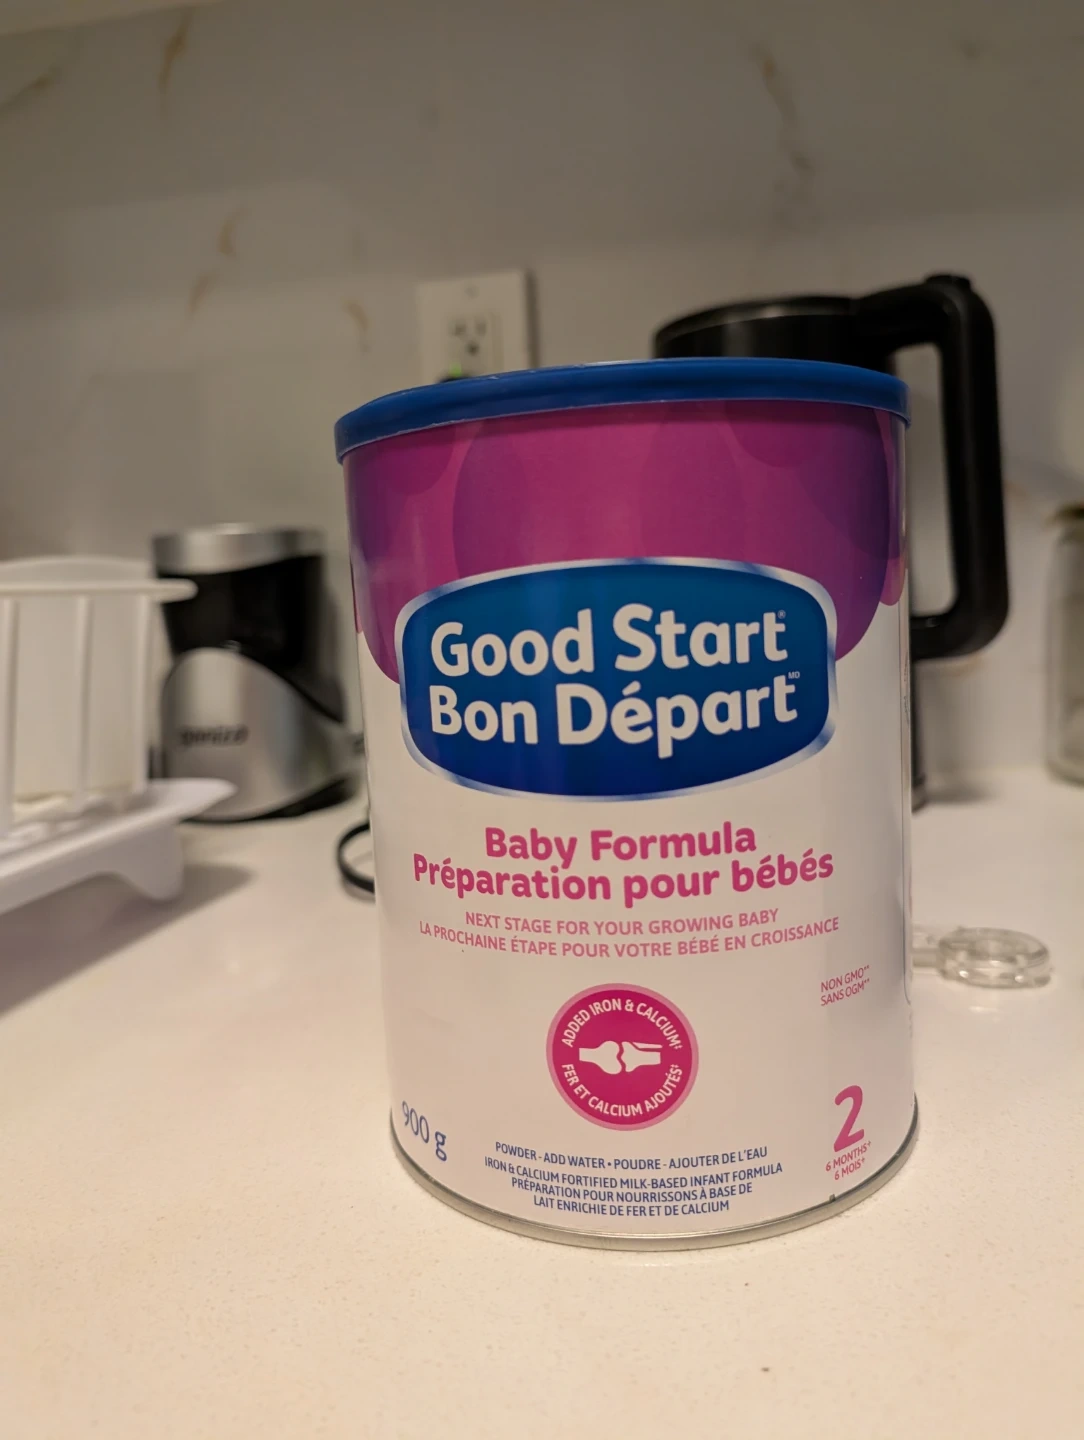 Good Start®
Bon Départ MD
Baby Formula
Préparation pour bébés
NEXT STAGE FOR YOUR GROWING BABY
LA PROCHAINE ÉTAPE POUR VOTRE BÉBÉ EN CROISSANCE
NON GMO**
SANS OGM**
ADDED IRON & CALCIUM‡
FER ET CALCIUM AJOUTÉS‡
900 g
2
6 MONTHS+
6 MOIS+
POWDER - ADD WATER • POUDRE - AJOUTER DE L'EAU
IRON & CALCIUM FORTIFIED MILK-BASED INFANT FORMULA
PRÉPARATION POUR NOURRISSONS À BASE DE
LAIT ENRICHIE DE FER ET DE CALCIUM